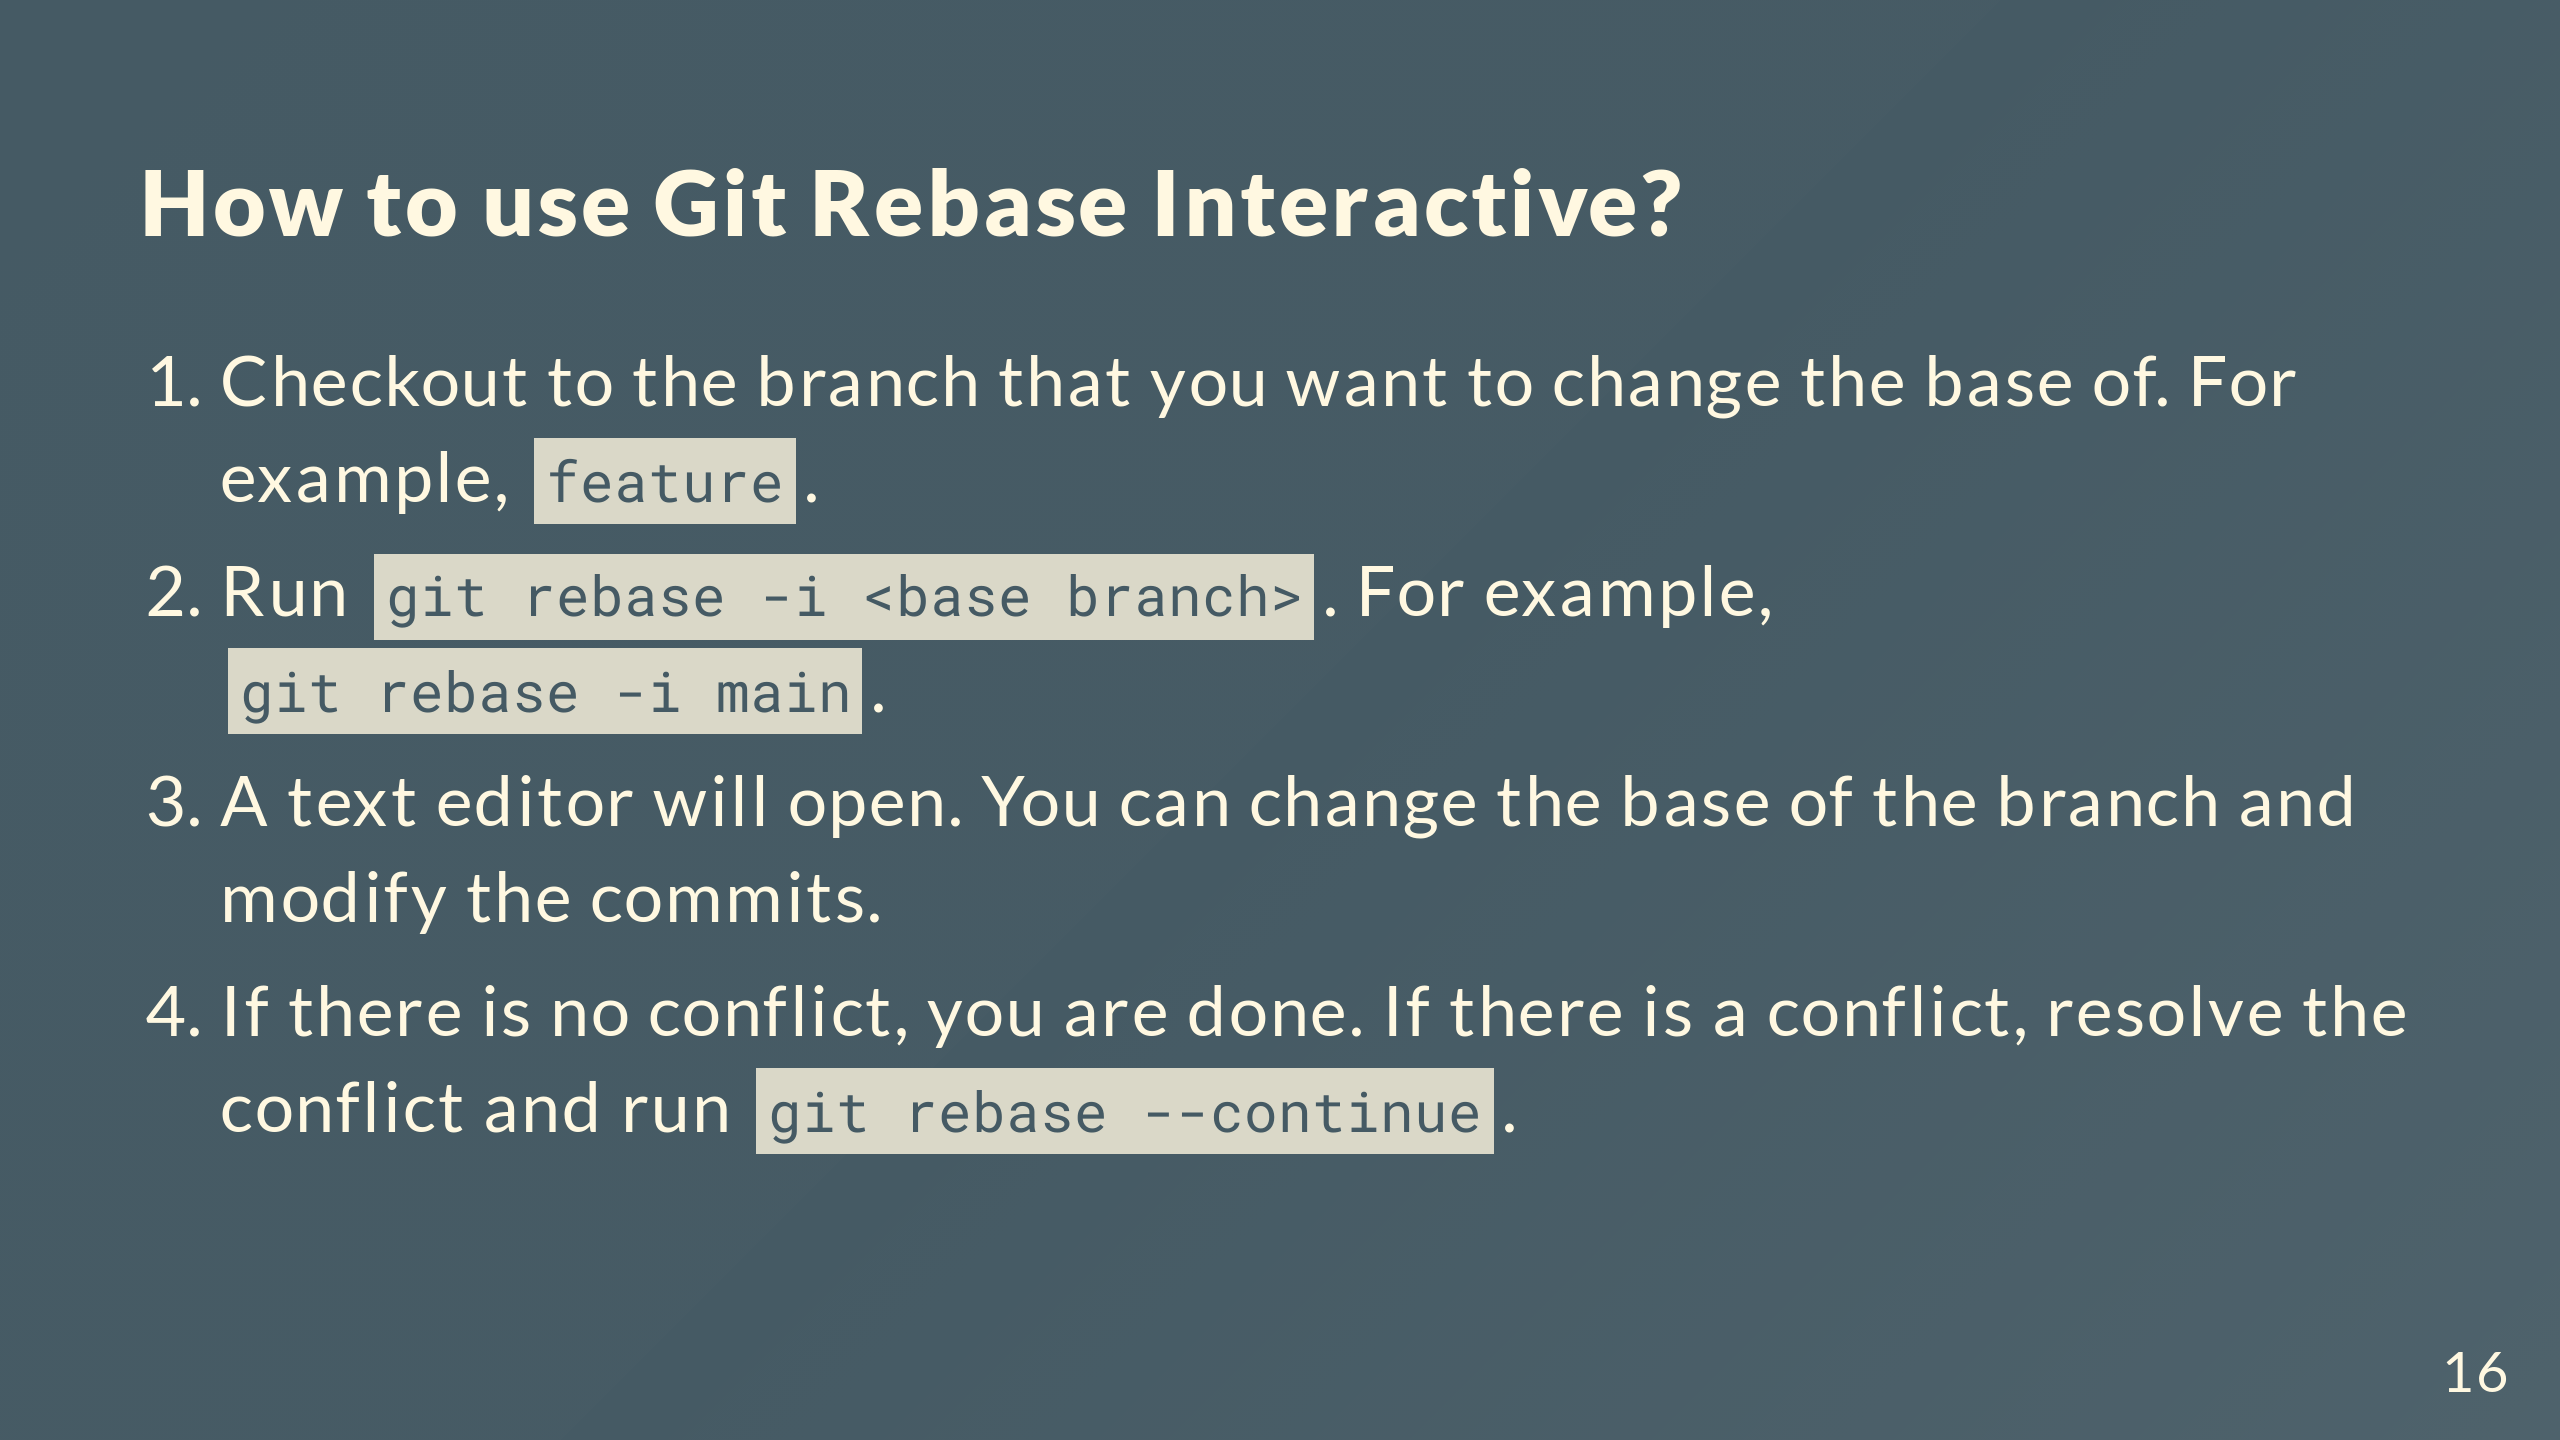 How to use Git Rebase Interactive?
1. Checkout to the branch that you want to change the base of. For
example, feature.
2. Run git rebase -i <base branch>. For example,
git rebase -i main.
3. A text editor will open. You can change the base of the branch and
modify the commits.
4. If there is no conflict, you are done. If there is a conflict, resolve the
conflict and run git rebase --continue.
16